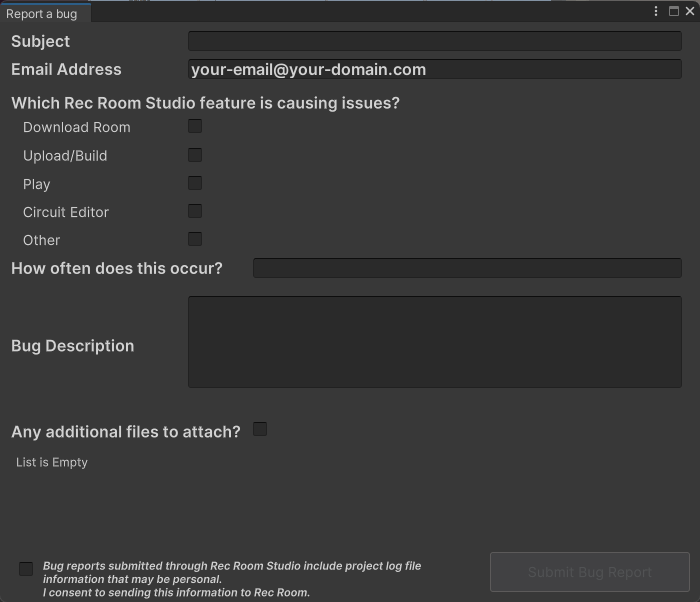 Report a bug
Subject
Email Address your-email@your-domain.com
Which Rec Room Studio feature is causing issues?
Download Room
Upload/Build
Play
Circuit Editor
Other
How often does this occur?
Bug Description
Any additional files to attach?
List is Empty
Bug reports submitted through Rec Room Studio include project log file
information that may be personal.
I consent to sending this information to Rec Room.
Submit Bug Report